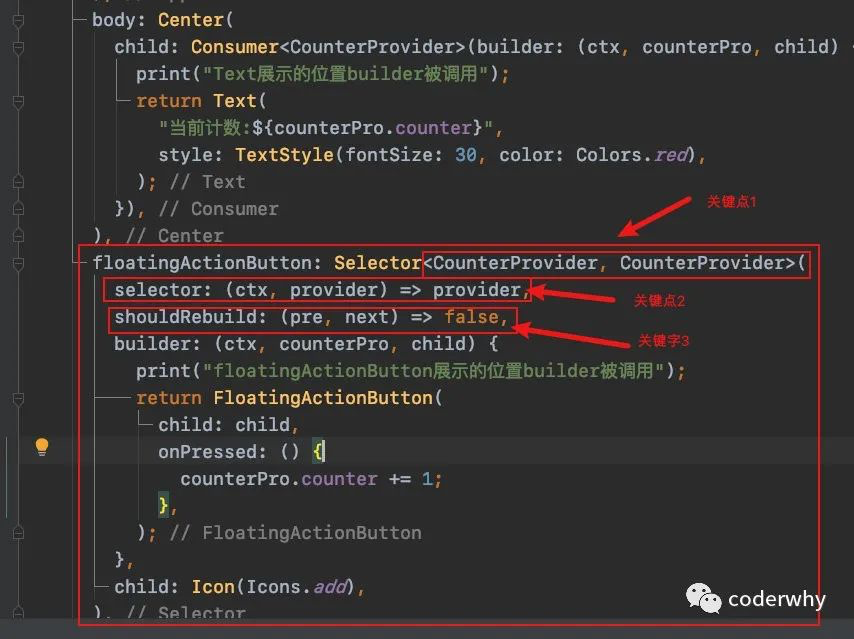 body: Center(
child: Consumer<CounterProvider>(builder: (ctx, counterPro, child)
print("Text展示的位置builder被调用");
return Text(
"当前计数:${counterPro.counter}",
style: TextStyle(fontSize: 30, color: Colors.red),
); // Text
}), // Consumer
关键点1
), // Center
floatingActionButton: Selector<CounterProvider, CounterProvider>(
selector: (ctx, provider) => provider,
关键点2
shouldRebuild: (pre, next) => false,
关键字3
builder: (ctx, counterPro, child) {
print("floatingActionButton展示的位置builder被调用");
return FloatingActionButton(
child: child,
onPressed: () {
counterPro.counter += 1;
},
); // FloatingActionButton
},
child: Icon(Icons.add),
), // Selector
coderwhy